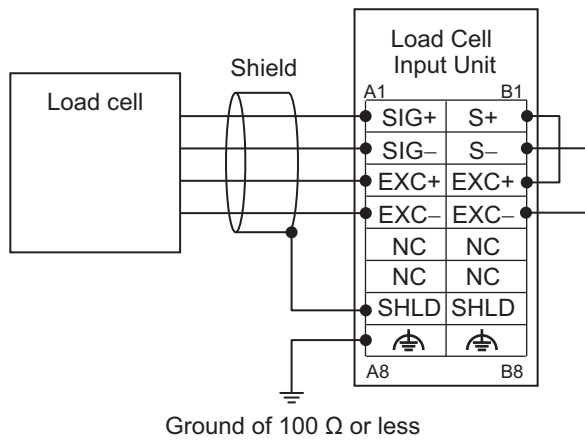 Load Cell
Input Unit
Shield
Load cell
A1 B1
SIG+ S+
SIG− S−
EXC+ EXC+
EXC− EXC−
NC NC
NC NC
SHLD SHLD
A8 B8
Ground of 100 Ω or less